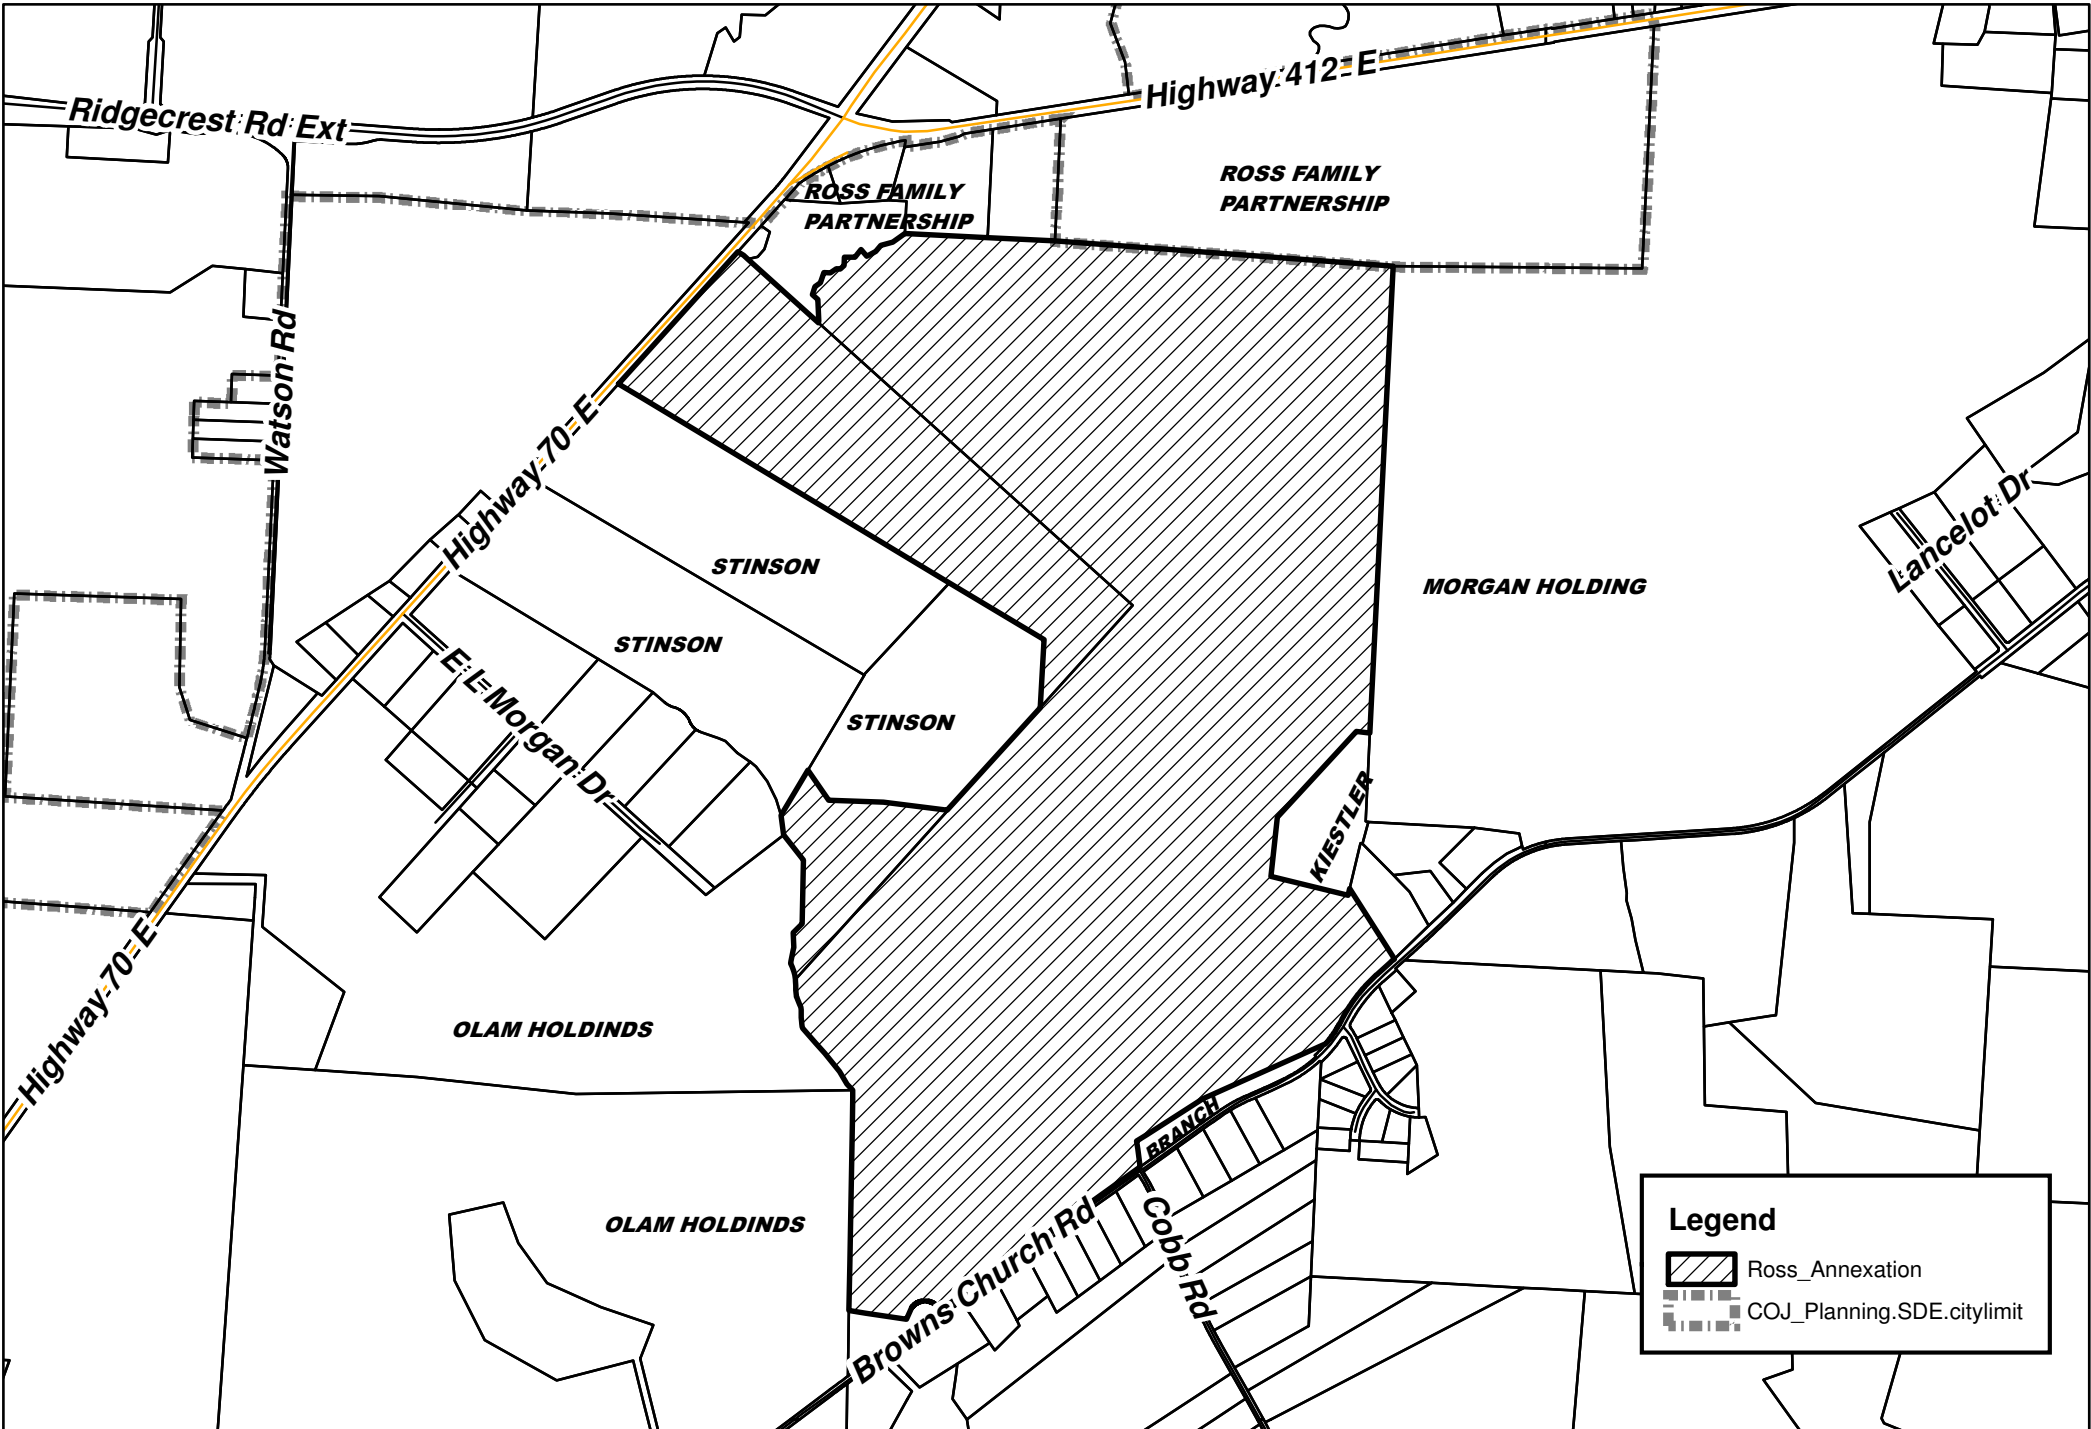 Highway 412 E
Ridgecrest Rd Ext
ROSS FAMILY
PARTNERSHIP
ROSS FAMILY
PARTNERSHIP
Watson Rd
Highway 70 E
STINSON
STINSON
STINSON
MORGAN HOLDING
Lancelot Dr
E L Morgan Dr
KIESTLER
Highway 70 E
OLAM HOLDINDS
BRANCH
OLAM HOLDINDS
Browns Church Rd
Cobb Rd
Legend
Ross_Annexation
COJ_Planning.SDE.citylimit